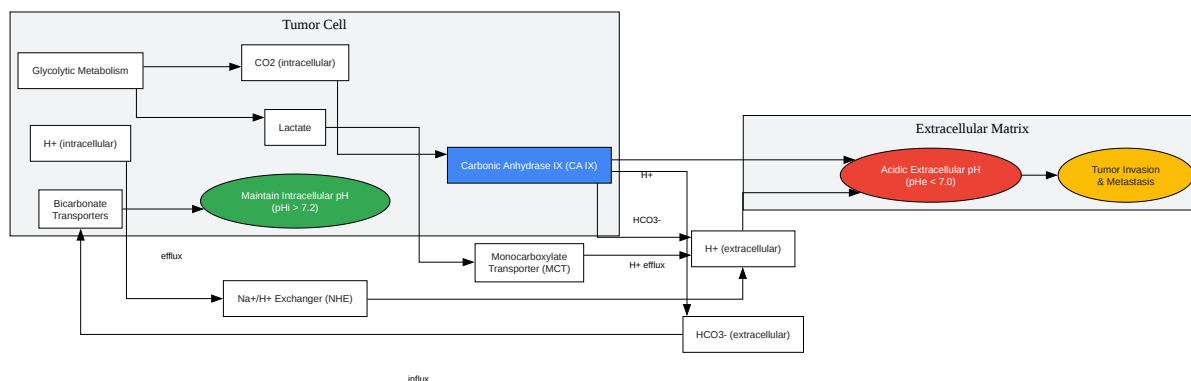 Tumor Cell
Glycolytic Metabolism
CO2 (intracellular)
Lactate
H+ (intracellular)
Carbonic Anhydrase IX (CA IX)
Bicarbonate
Transporters
Maintain Intracellular pH
(pHi > 7.2)
Extracellular Matrix
Acidic Extracellular pH
(pHe < 7.0)
Tumor Invasion
& Metastasis
H+
HCO3-
H+ (extracellular)
efflux
Monocarboxylate
Transporter (MCT)
H+ efflux
Na+/H+ Exchanger (NHE)
HCO3- (extracellular)
influx